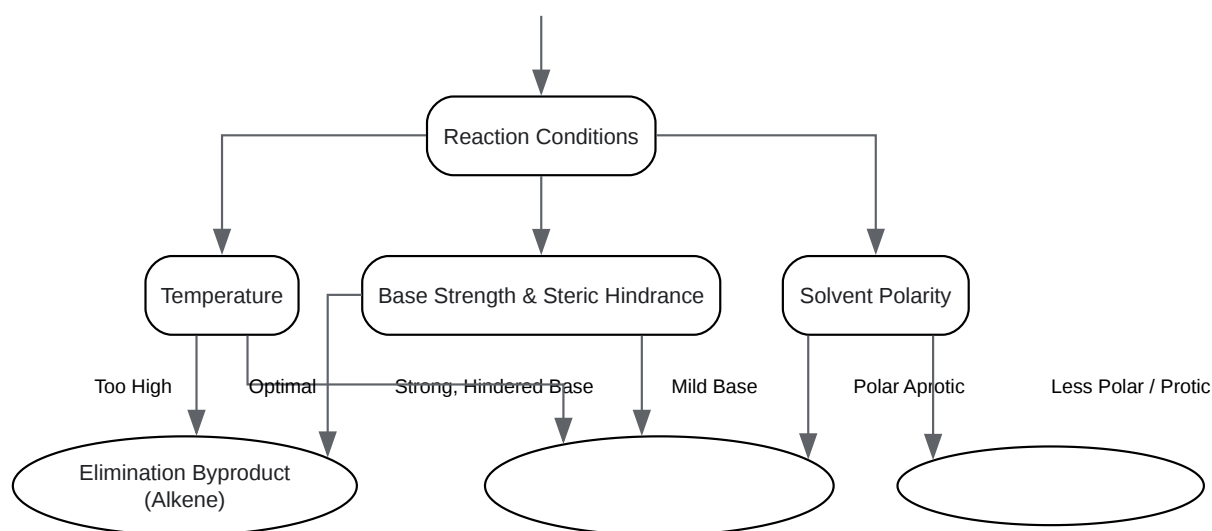 Reaction Conditions
Temperature
Base Strength & Steric Hindrance
Solvent Polarity
Too High
Optimal
Strong, Hindered Base
Mild Base
Polar Aprotic
Less Polar / Protic
Elimination Byproduct
(Alkene)